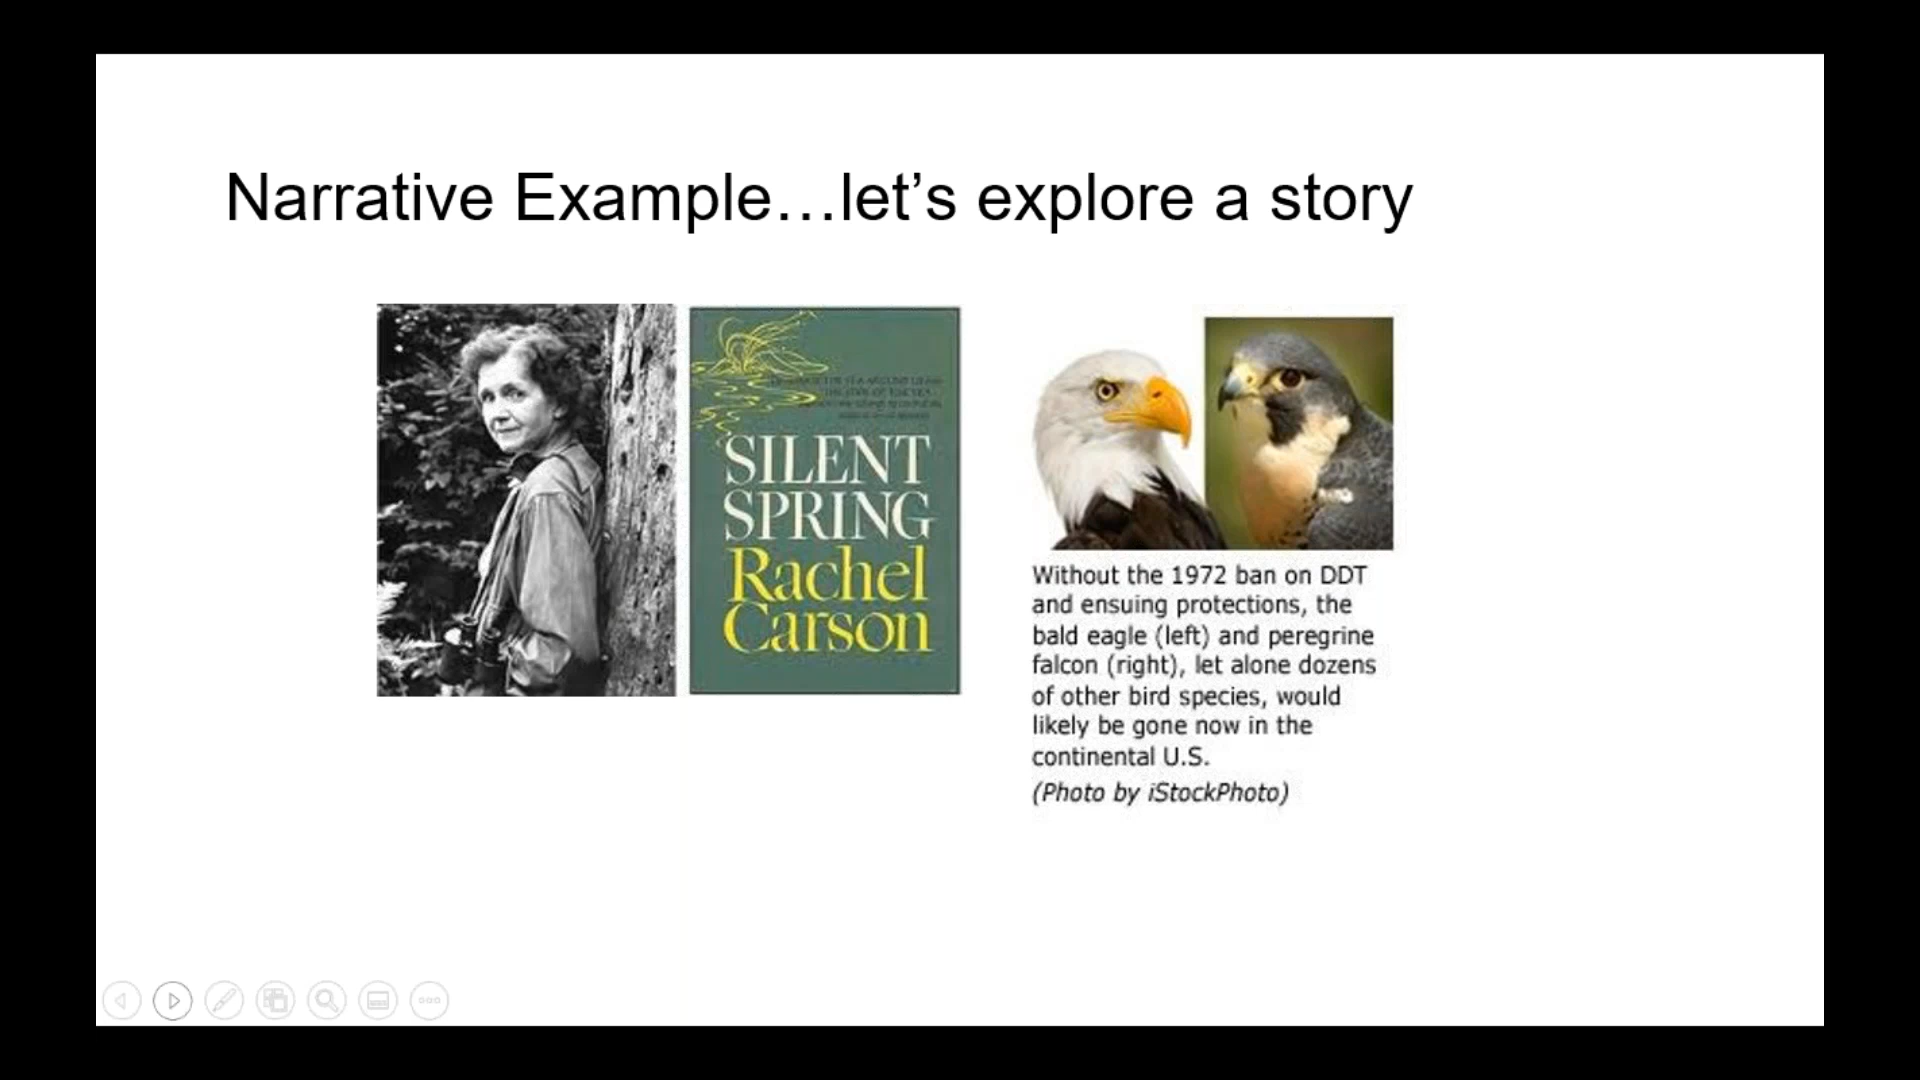 Narrative Example…let’s explore a story
SILENT
SPRING
Rachel
Carson
Without the 1972 ban on DDT
and ensuing protections, the
bald eagle (left) and peregrine
falcon (right), let alone dozens
of other bird species, would
likely be gone now in the
continental U.S.
(Photo by iStockPhoto)